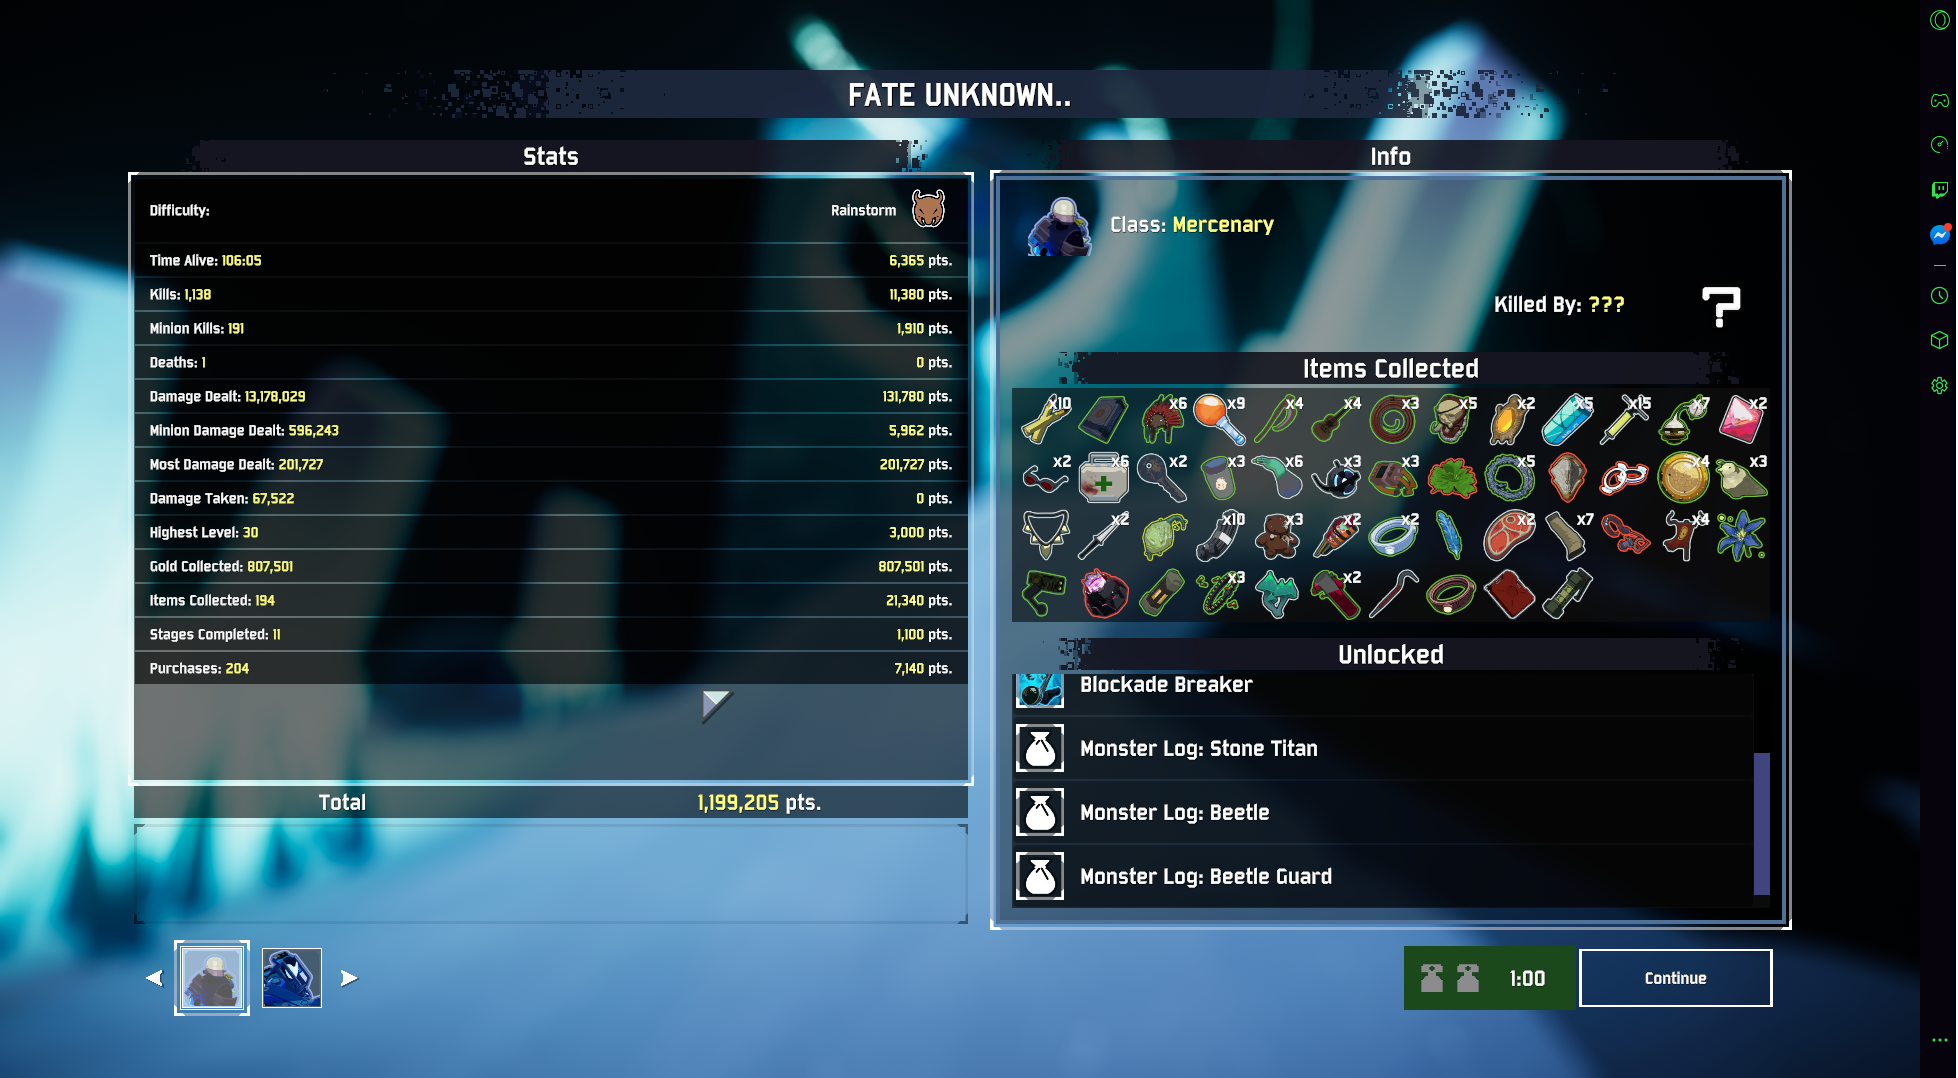 FATE UNKNOWN..
Stats
Difficulty: Rainstorm
Time Alive: 106:05 6,365 pts.
Kills: 1,138 11,380 pts.
Minion Kills: 191 1,910 pts.
Deaths: 1 0 pts.
Damage Dealt: 13,178,029 131,780 pts.
Minion Damage Dealt: 596,243 5,962 pts.
Most Damage Dealt: 201,727 201,727 pts.
Damage Taken: 67,522 0 pts.
Highest Level: 30 3,000 pts.
Gold Collected: 807,501 807,501 pts.
Items Collected: 194 21,340 pts.
Stages Completed: 11 1,100 pts.
Purchases: 204 7,140 pts.
Total 1,199,205 pts.
Info
Class: Mercenary
Killed By: ???
Items Collected
x10 x6 x9 x4 x4 x3 x5 x2 x5 x15 x7 x2
x2 x6 x2 x3 x6 x3 x3 x5 x4 x3
x2 x10 x3 x2 x2 x2 x7 x4
x3 x2
Unlocked
Blockade Breaker
Monster Log: Stone Titan
Monster Log: Beetle
Monster Log: Beetle Guard
1:00
Continue